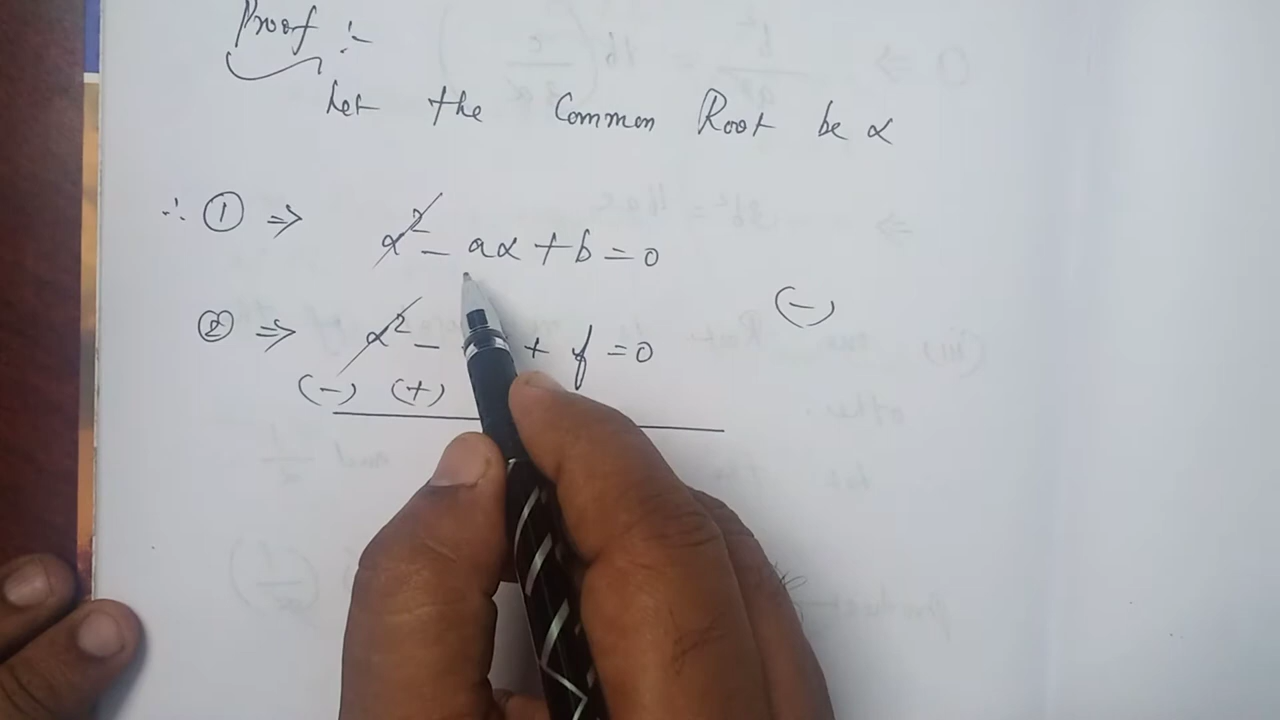 Proof :-
Let the Common Root be α
∴ ① ⇒ α² - aα + b = 0
(-)
② ⇒ α² - + f = 0
(-) (+)